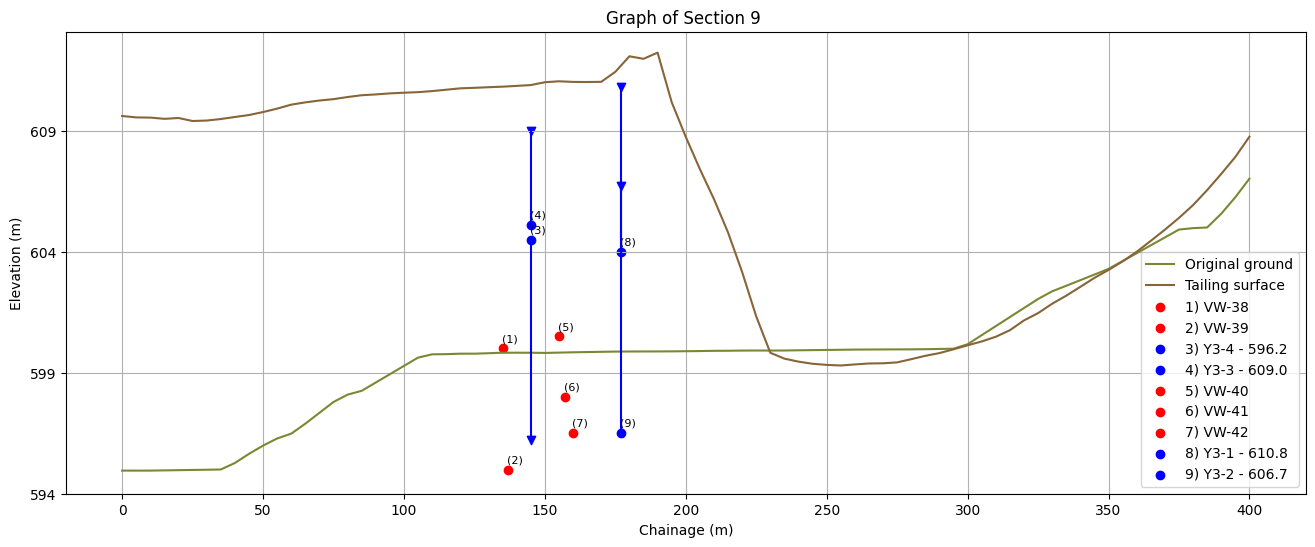 Graph of Section 9
Elevation (m)
609
604
599
594
(4)
(3)
(8)
(1)
(5)
(6)
(7)
(9)
(2)
Original ground
Tailing surface
1) VW-38
2) VW-39
3) Y3-4 - 596.2
4) Y3-3 - 609.0
5) VW-40
6) VW-41
7) VW-42
8) Y3-1 - 610.8
9) Y3-2 - 606.7
0 50 100 150 200 250 300 350 400
Chainage (m)